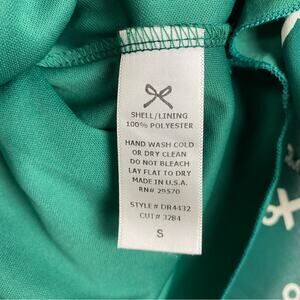 SHELL/LINING
100% POLYESTER
HAND WASH COLD
OR DRY CLEAN
DO NOT BLEACH
LAY FLAT TO DRY
MADE IN U.S.A.
RN# 29570
STYLE# DR4432
CUT# 3284
S